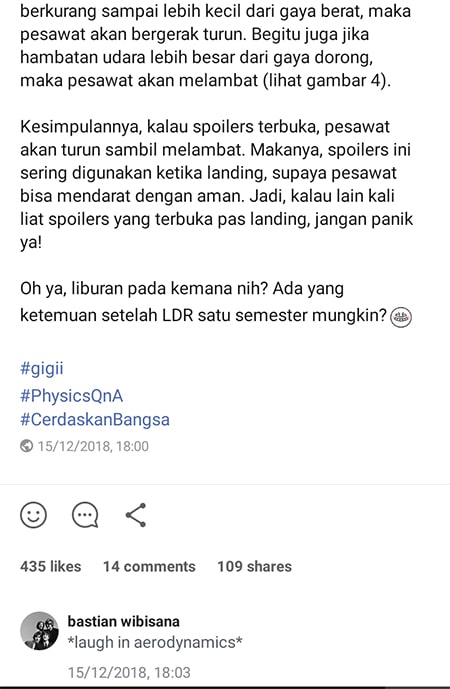 berkurang sampai lebih kecil dari gaya berat, maka
pesawat akan bergerak turun. Begitu juga jika
hambatan udara lebih besar dari gaya dorong,
maka pesawat akan melambat (lihat gambar 4).
Kesimpulannya, kalau spoilers terbuka, pesawat
akan turun sambil melambat. Makanya, spoilers ini
sering digunakan ketika landing, supaya pesawat
bisa mendarat dengan aman. Jadi, kalau lain kali
liat spoilers yang terbuka pas landing, jangan panik
ya!
Oh ya, liburan pada kemana nih? Ada yang
ketemuan setelah LDR satu semester mungkin?
#gigii
#PhysicsQnA
#CerdaskanBangsa
15/12/2018, 18:00
435 likes 14 comments 109 shares
bastian wibisana
*laugh in aerodynamics*
15/12/2018, 18:03